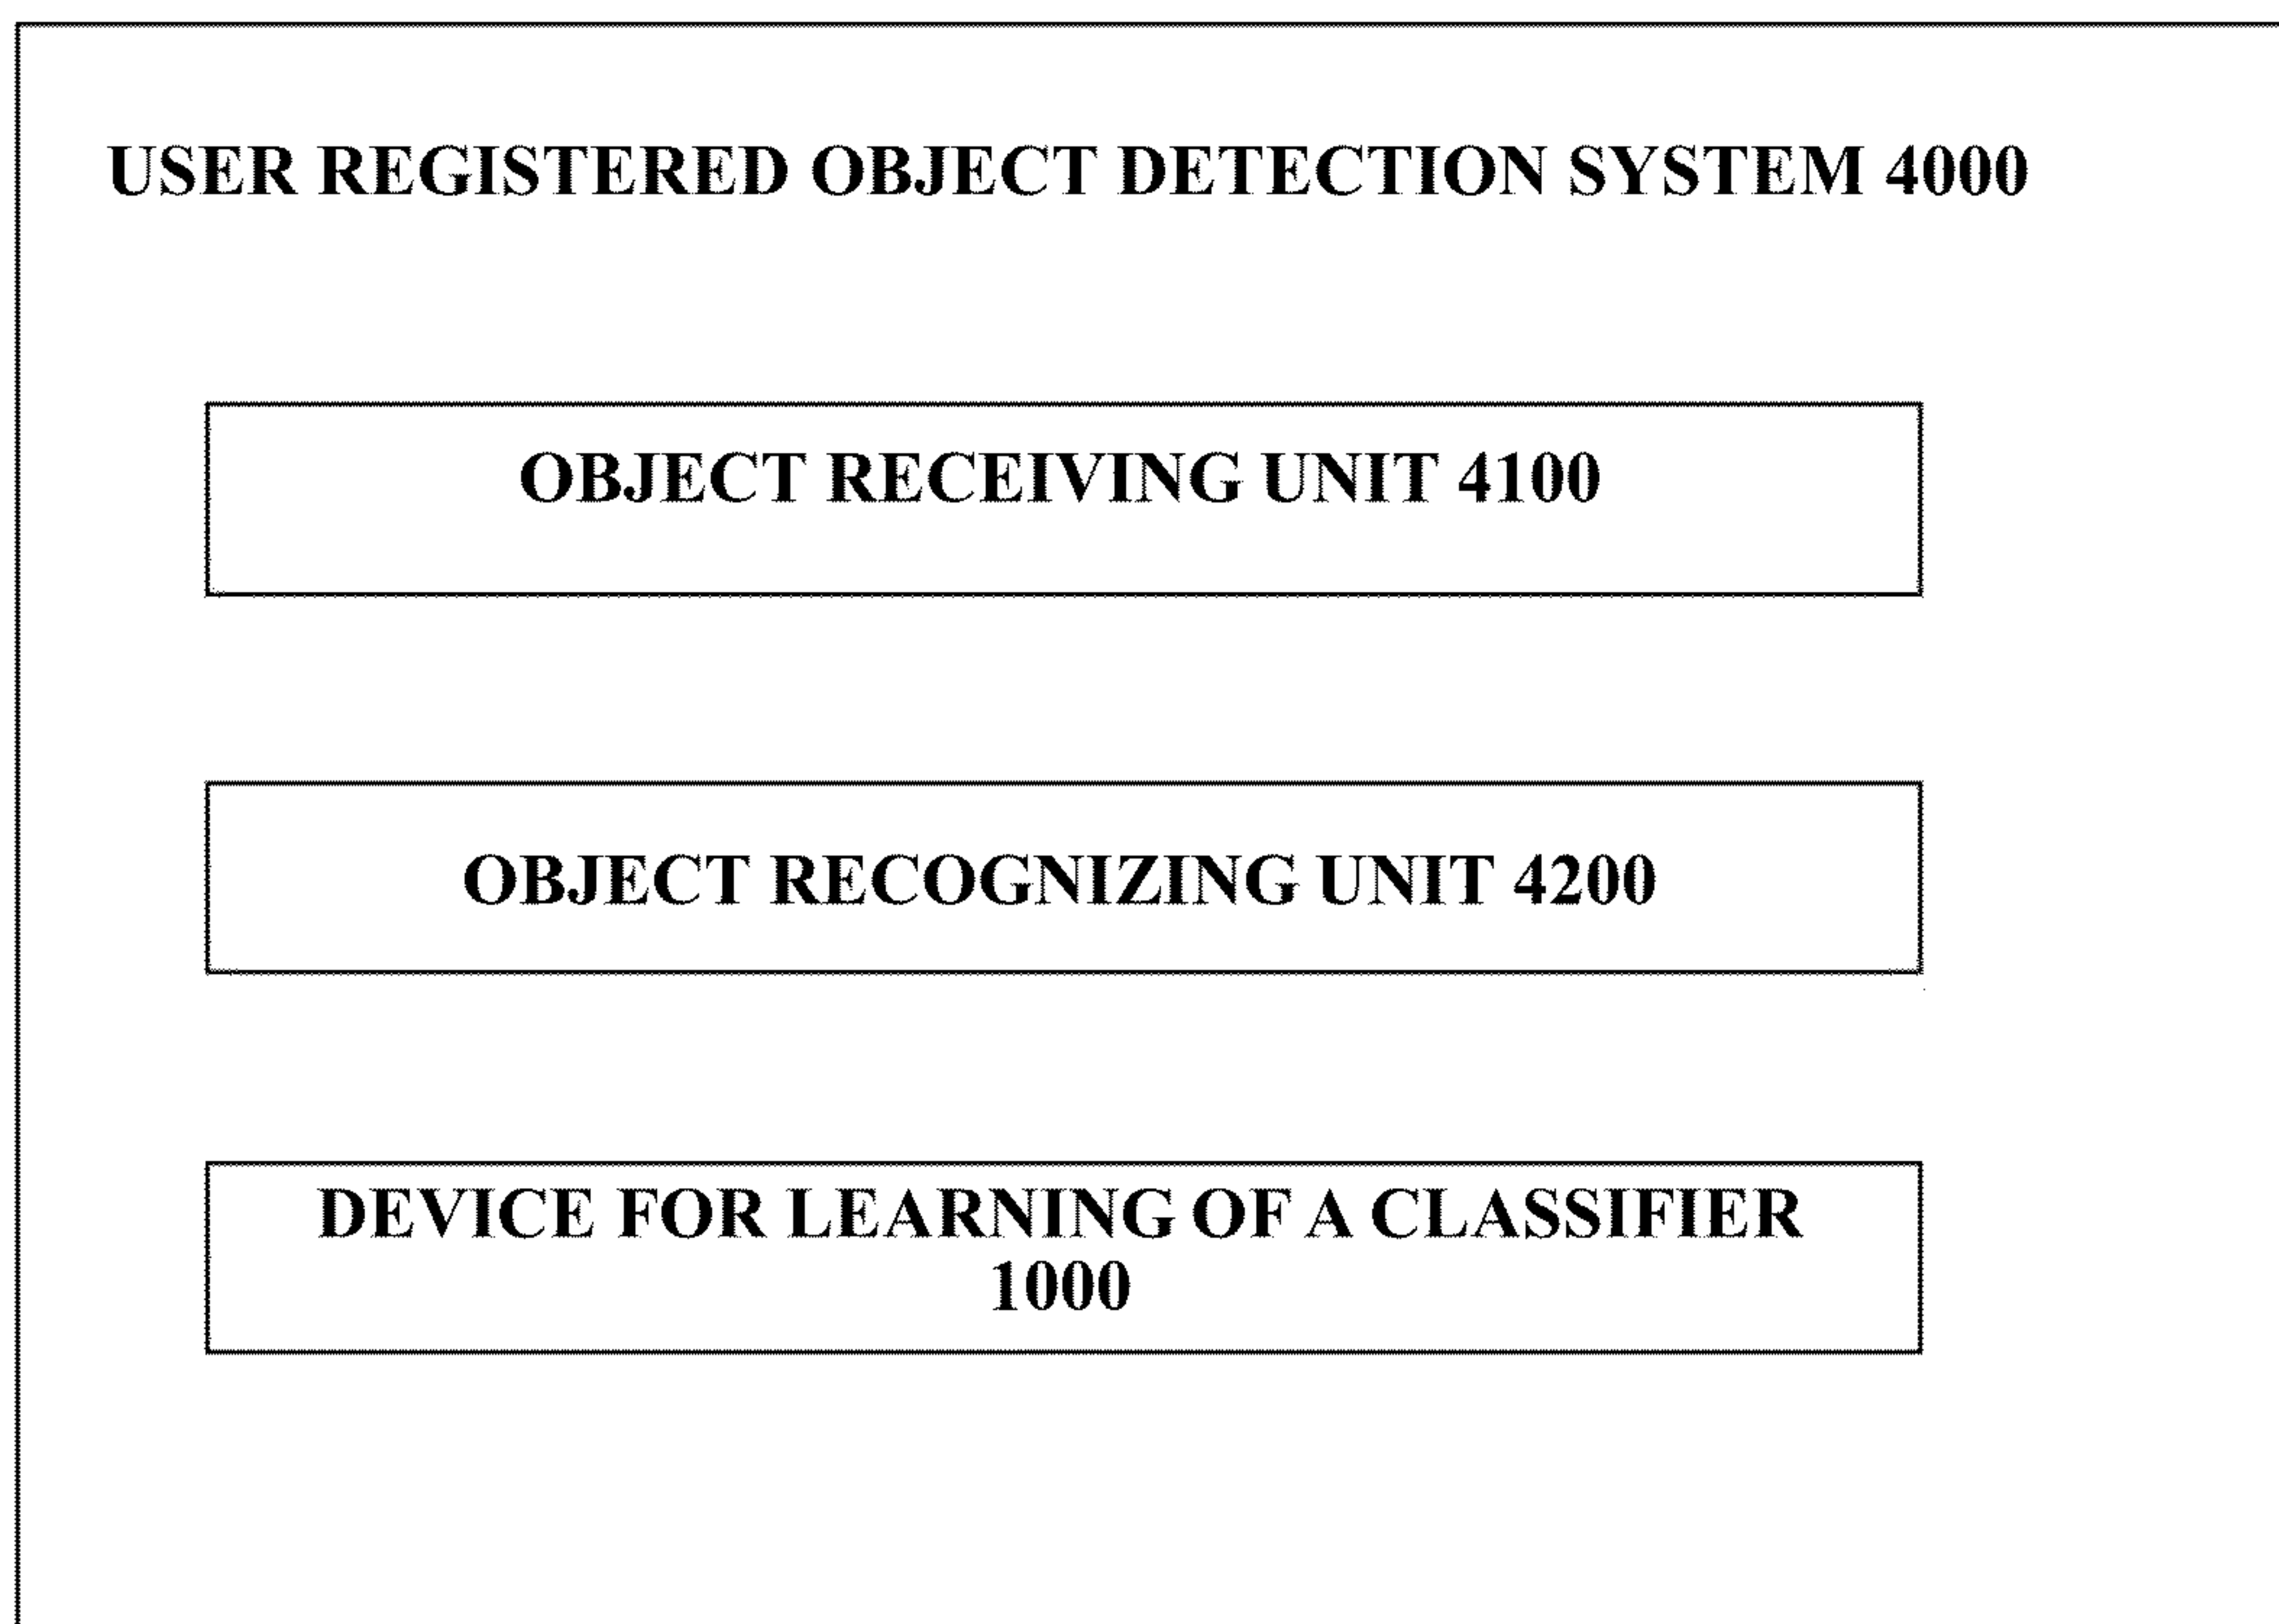 USER REGISTERED OBJECT DETECTION SYSTEM 4000
OBJECT RECEIVING UNIT 4100
OBJECT RECOGNIZING UNIT 4200
DEVICE FOR LEARNING OF A CLASSIFIER
1000